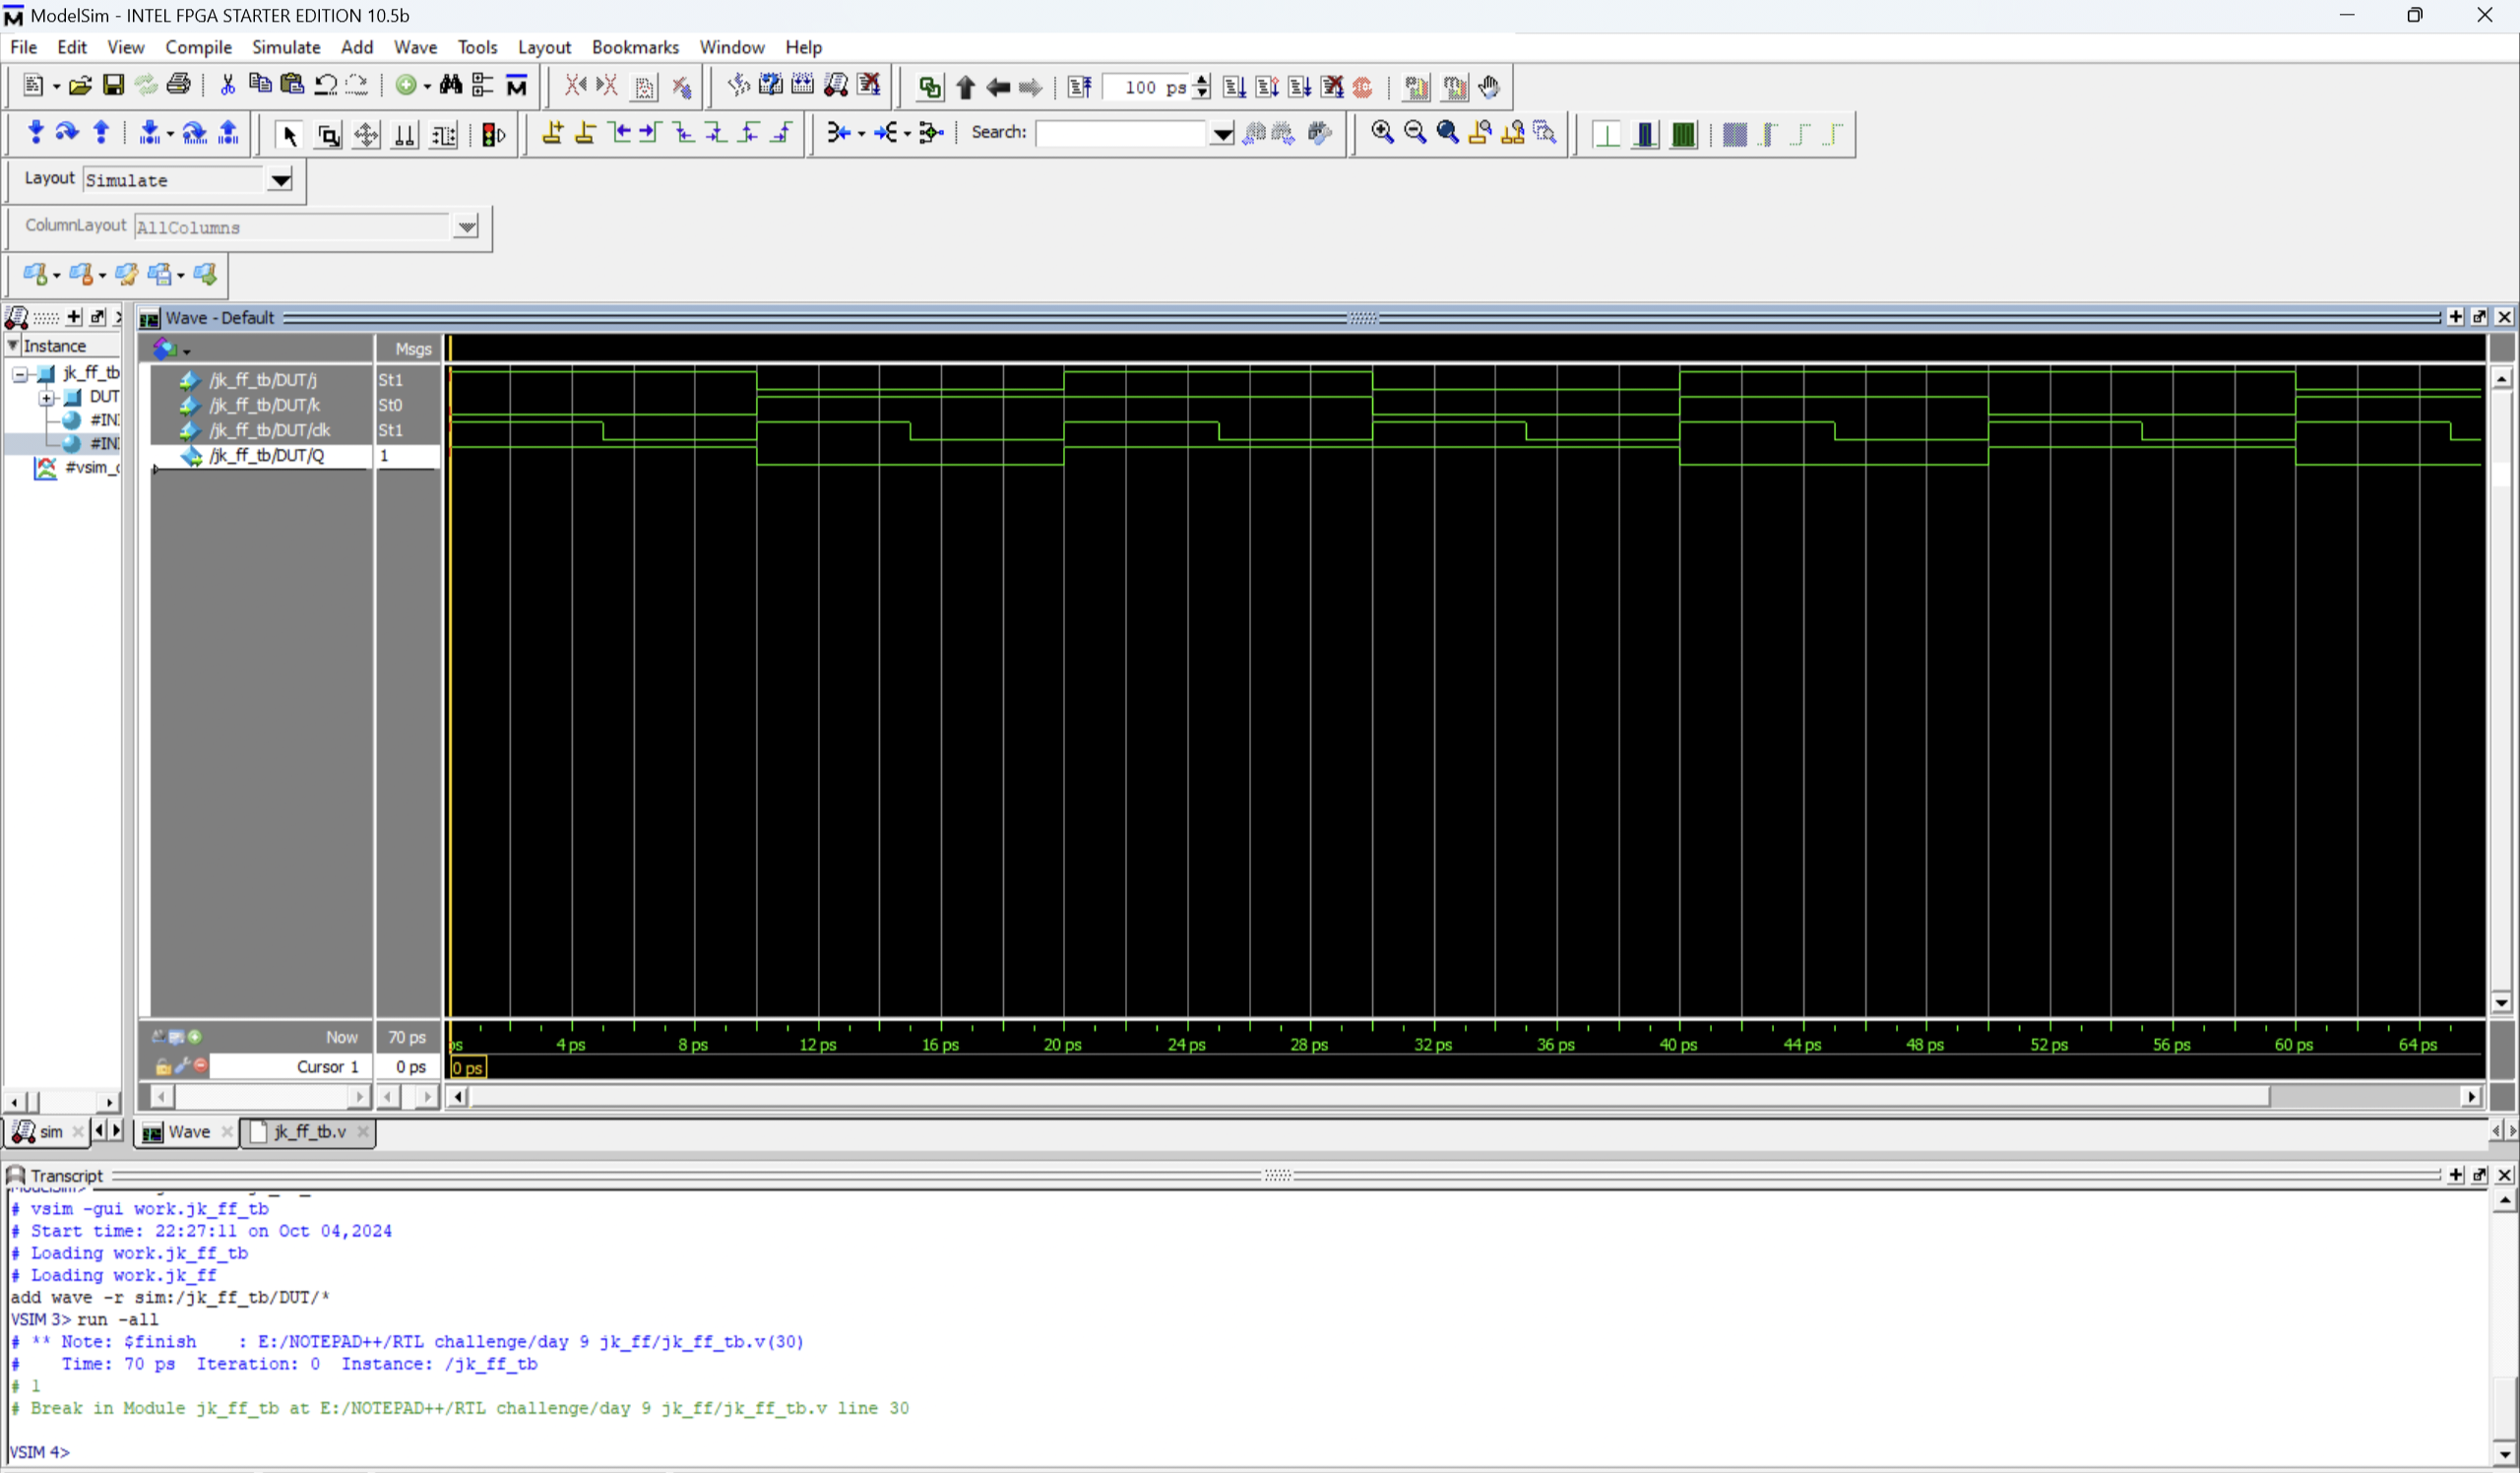 ModelSim - INTEL FPGA STARTER EDITION 10.5b
File Edit View Compile Simulate Add Wave Tools Layout Bookmarks Window Help
100 ps
Search:
Layout Simulate
ColumnLayout AllColumns
Wave - Default
Instance
Msgs
jk_ff_tb
DUT
#INI
#INI
#vsim_c
/jk_ff_tb/DUT/j St1
/jk_ff_tb/DUT/k St0
/jk_ff_tb/DUT/clk St1
/jk_ff_tb/DUT/Q 1
Now 70 ps
ps 4 ps 8 ps 12 ps 16 ps 20 ps 24 ps 28 ps 32 ps 36 ps 40 ps 44 ps 48 ps 52 ps 56 ps 60 ps 64 ps
Cursor 1 0 ps 0 ps
sim Wave jk_ff_tb.v
Transcript
# vsim -gui work.jk_ff_tb
# Start time: 22:27:11 on Oct 04,2024
# Loading work.jk_ff_tb
# Loading work.jk_ff
add wave -r sim:/jk_ff_tb/DUT/*
VSIM 3> run -all
# ** Note: $finish    : E:/NOTEPAD++/RTL challenge/day 9 jk_ff/jk_ff_tb.v(30)
#    Time: 70 ps  Iteration: 0  Instance: /jk_ff_tb
# 1
# Break in Module jk_ff_tb at E:/NOTEPAD++/RTL challenge/day 9 jk_ff/jk_ff_tb.v line 30
VSIM 4>